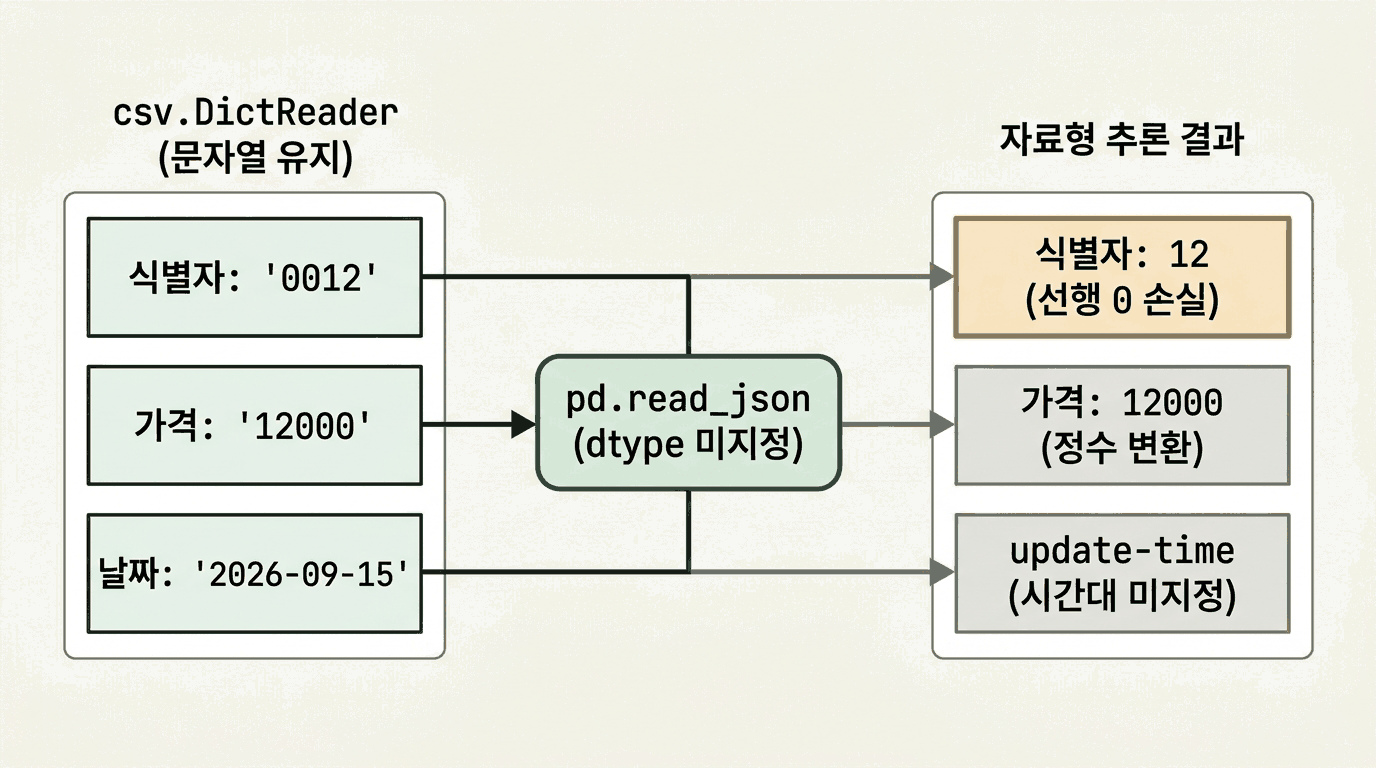 csv.DictReader
(문자열 유지)
식별자: '0012'
가격: '12000'
날짜: '2026-09-15'
pd.read_json
(dtype 미지정)
자료형 추론 결과
식별자: 12
(선행 0 손실)
가격: 12000
(정수 변환)
update-time
(시간대 미지정)